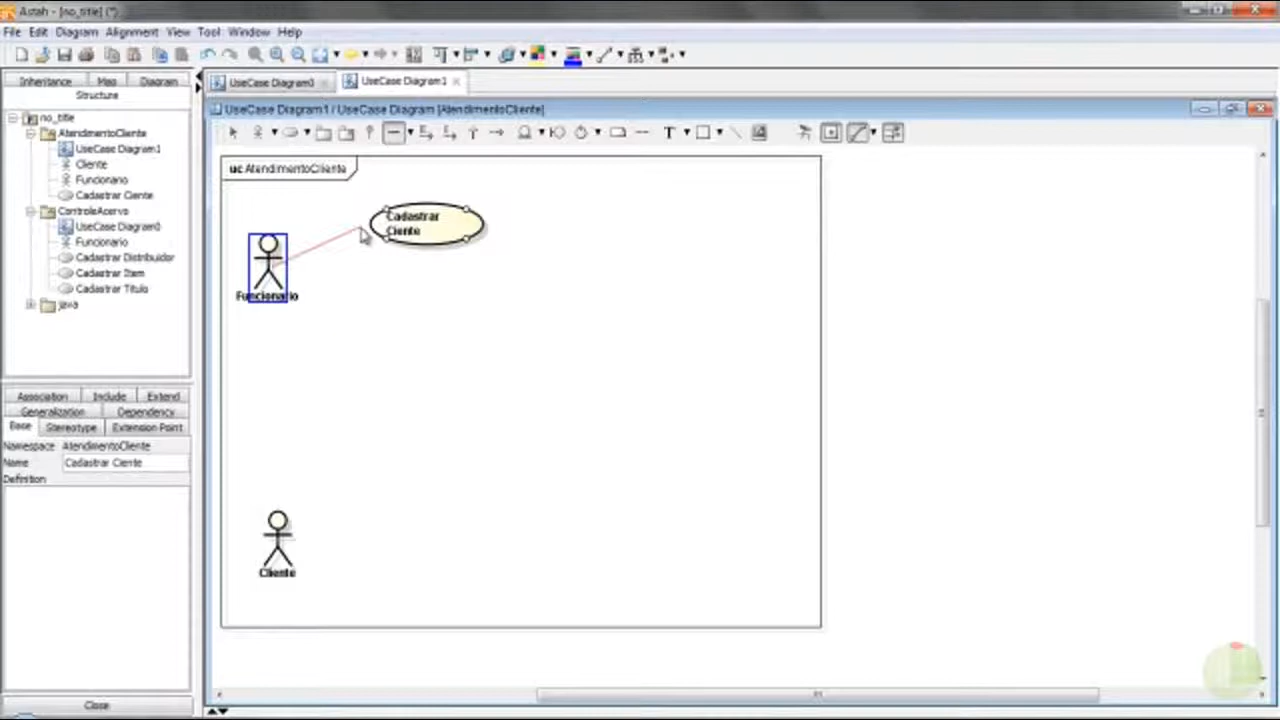 Astah - [no_title] (*)
File Edit Diagram Alignment View Tool Window Help
Inheritance Map Diagram
Structure
no_title
AtendimentoCliente
UseCase Diagram1
Cliente
Funcionario
Cadastrar Ciente
ControleAcervo
UseCase Diagram0
Funcionario
Cadastrar Distribuidor
Cadastrar Item
Cadastrar Titulo
java
Association Include Extend
Generalization Dependency
Base Stereotype Extension Point
Namespace AtendimentoCliente
Name Cadastrar Ciente
Definition
Close
UseCase Diagram0 UseCase Diagram1
UseCase Diagram1 / UseCase Diagram [AtendimentoCliente]
T
uc AtendimentoCliente
Cadastrar
Ciente
Funcionario
Cliente